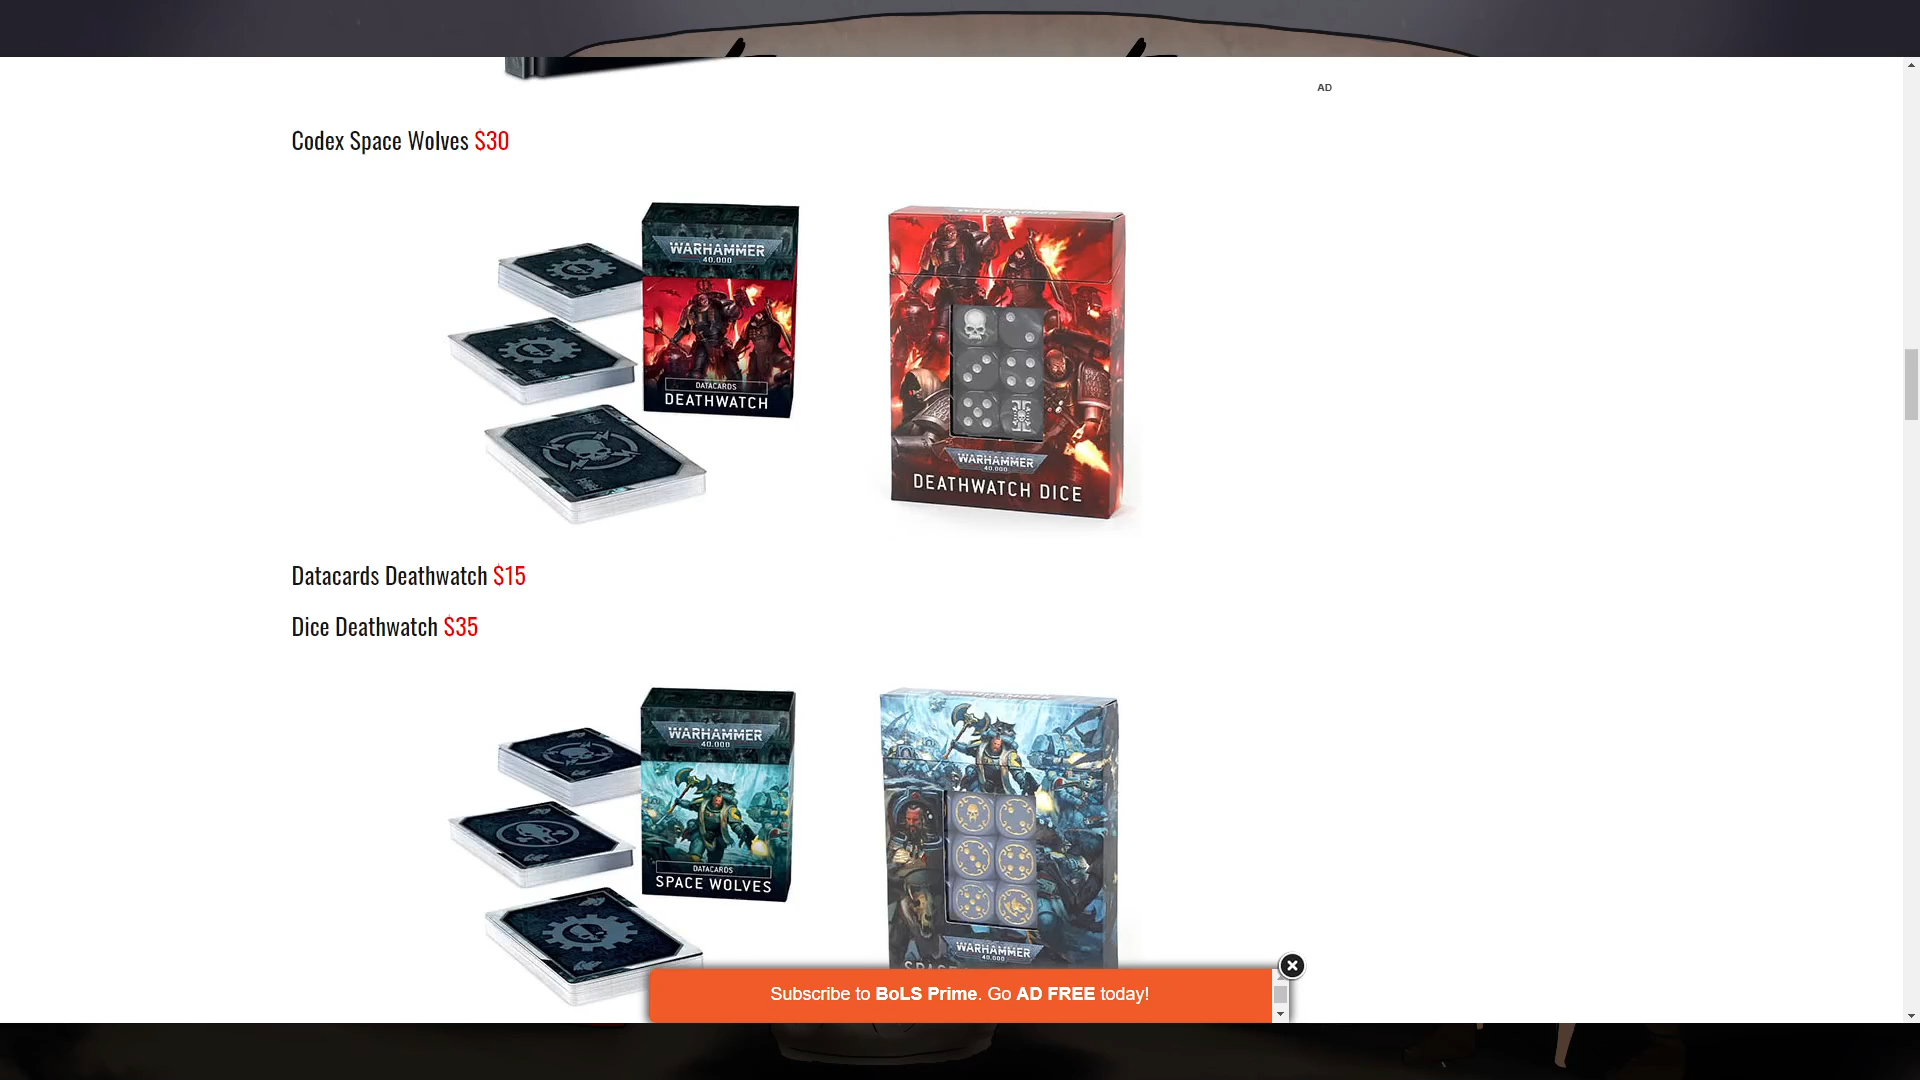 AD
Codex Space Wolves $30
WARHAMMER
40,000
DATACARDS
DEATHWATCH
WARHAMMER
WARHAMMER
40,000
DEATHWATCH DICE
Datacards Deathwatch $15
Dice Deathwatch $35
WARHAMMER
40,000
DATACARDS
SPACE WOLVES
WARHAMMER
WARHAMMER
40,000
Subscribe to BoLS Prime. Go AD FREE today!